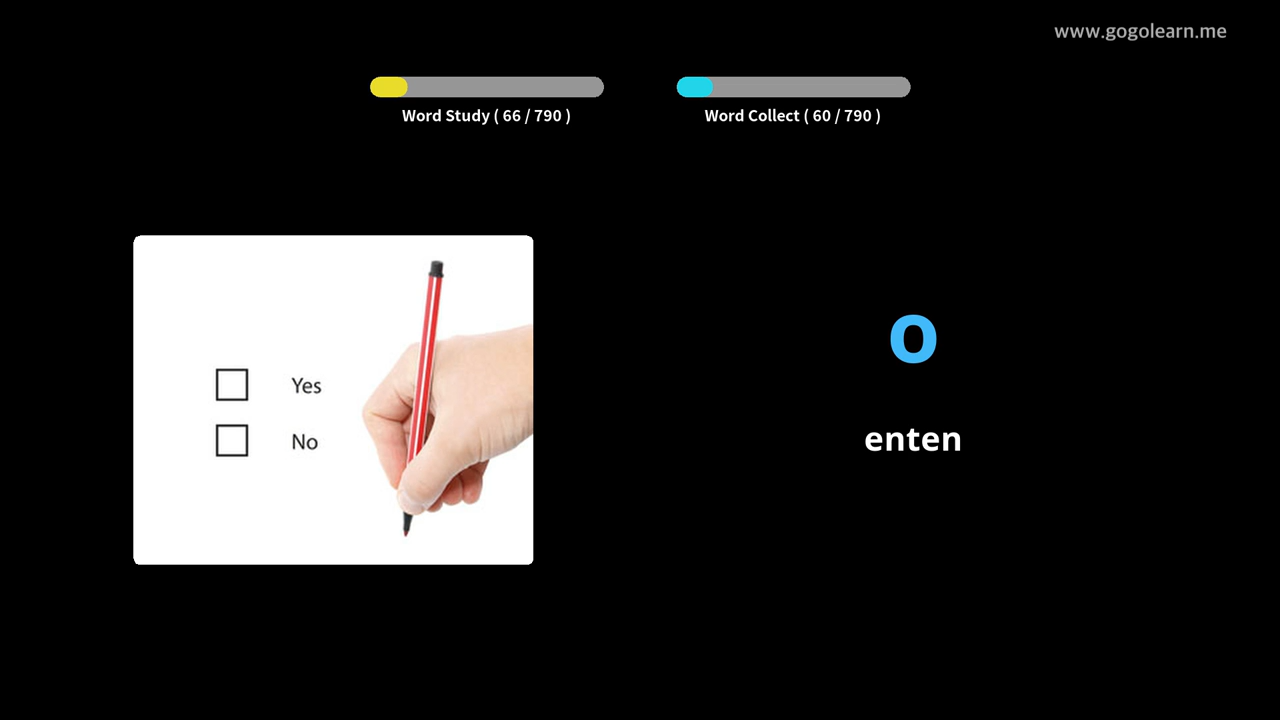 www.gogolearn.me
Word Study ( 66 / 790 )
Word Collect ( 60 / 790 )
Yes
No
o
enten